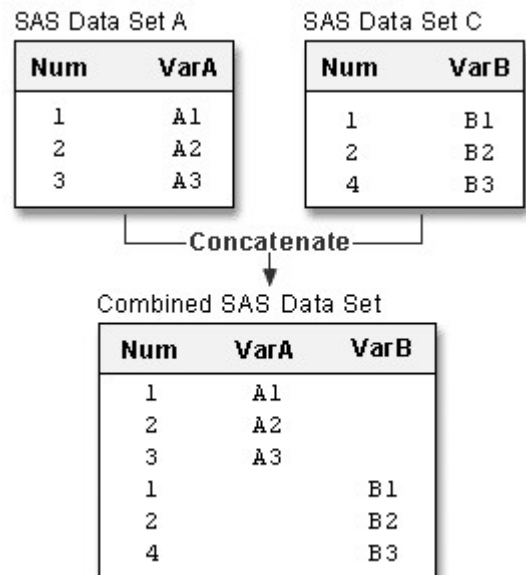 SAS Data Set A
Num VarA
1 A1
2 A2
3 A3
SAS Data Set C
Num VarB
1 B1
2 B2
4 B3
Concatenate
Combined SAS Data Set
Num VarA VarB
1 A1
2 A2
3 A3
1 B1
2 B2
4 B3